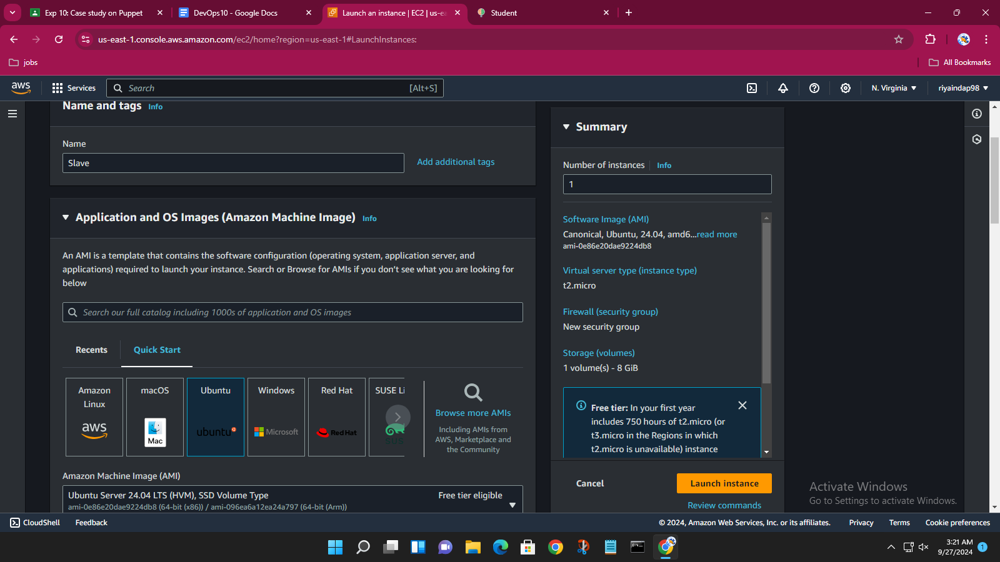 Exp 10: Case study on Puppet
DevOps10 - Google Docs
Launch an instance | EC2 | us-ea
Student
us-east-1.console.aws.amazon.com/ec2/home?region=us-east-1#LaunchInstances:
jobs
All Bookmarks
aws
Services
Search
[Alt+S]
N. Virginia
riyaindap98
Name and tags Info
Name
Slave
Add additional tags
Application and OS Images (Amazon Machine Image) Info
An AMI is a template that contains the software configuration (operating system, application server, and
applications) required to launch your instance. Search or Browse for AMIs if you don't see what you are looking for
below
Search our full catalog including 1000s of application and OS images
Recents
Quick Start
Amazon
Linux
aws
macOS
Mac
Ubuntu
ubuntu
Windows
Microsoft
Red Hat
RedHat
SUSE Li
SUS
Browse more AMIs
Including AMIs from
AWS, Marketplace and
the Community
Amazon Machine Image (AMI)
Ubuntu Server 24.04 LTS (HVM), SSD Volume Type
Free tier eligible
ami-0e86e20dae9224db8 (64-bit (x86)) / ami-096ea6a12ea24a797 (64-bit (Arm))
Summary
Number of instances
Info
1
Software Image (AMI)
Canonical, Ubuntu, 24.04, amd6...read more
ami-0e86e20dae9224db8
Virtual server type (instance type)
t2.micro
Firewall (security group)
New security group
Storage (volumes)
1 volume(s) - 8 GiB
Free tier: In your first year
includes 750 hours of t2.micro (or
t3.micro in the Regions in which
t2.micro is unavailable) instance
Cancel
Launch instance
Review commands
Activate Windows
Go to Settings to activate Windows.
CloudShell
Feedback
© 2024, Amazon Web Services, Inc. or its affiliates.
Privacy
Terms
Cookie preferences
3:21 AM
9/27/2024
1